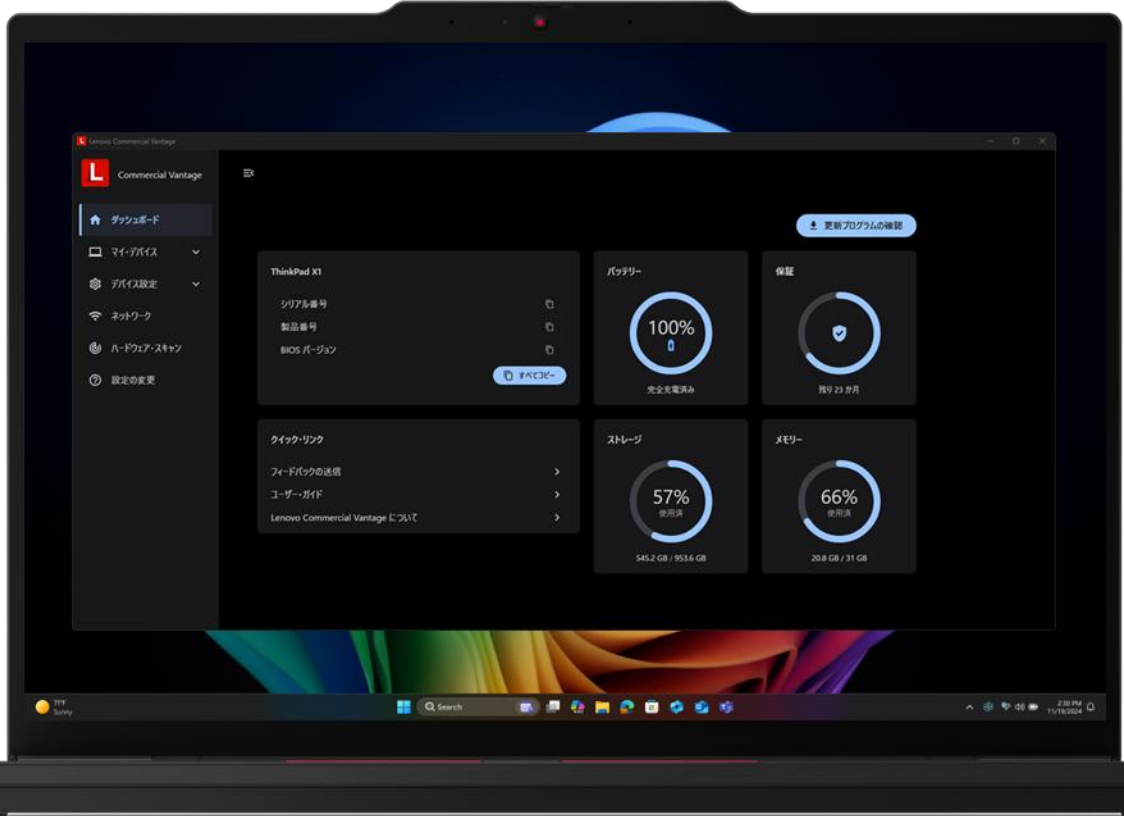 Lenovo Commercial Vantage
L
Commercial Vantage
ダッシュボード
マイ・デバイス
デバイス設定
ネットワーク
ハードウェア・スキャン
設定の変更
更新プログラムの確認
ThinkPad X1
シリアル番号
製品番号
BIOS バージョン
すべてコピー
バッテリー
100%
完全充電済み
保証
残り 23 か月
クイック・リンク
フィードバックの送信
ユーザー・ガイド
Lenovo Commercial Vantage について
ストレージ
57%
使用済
545.2 GB / 953.6 GB
メモリー
66%
使用済
20.8 GB / 31 GB
71°F
Sunny
Search
2:30 PM
11/19/2024